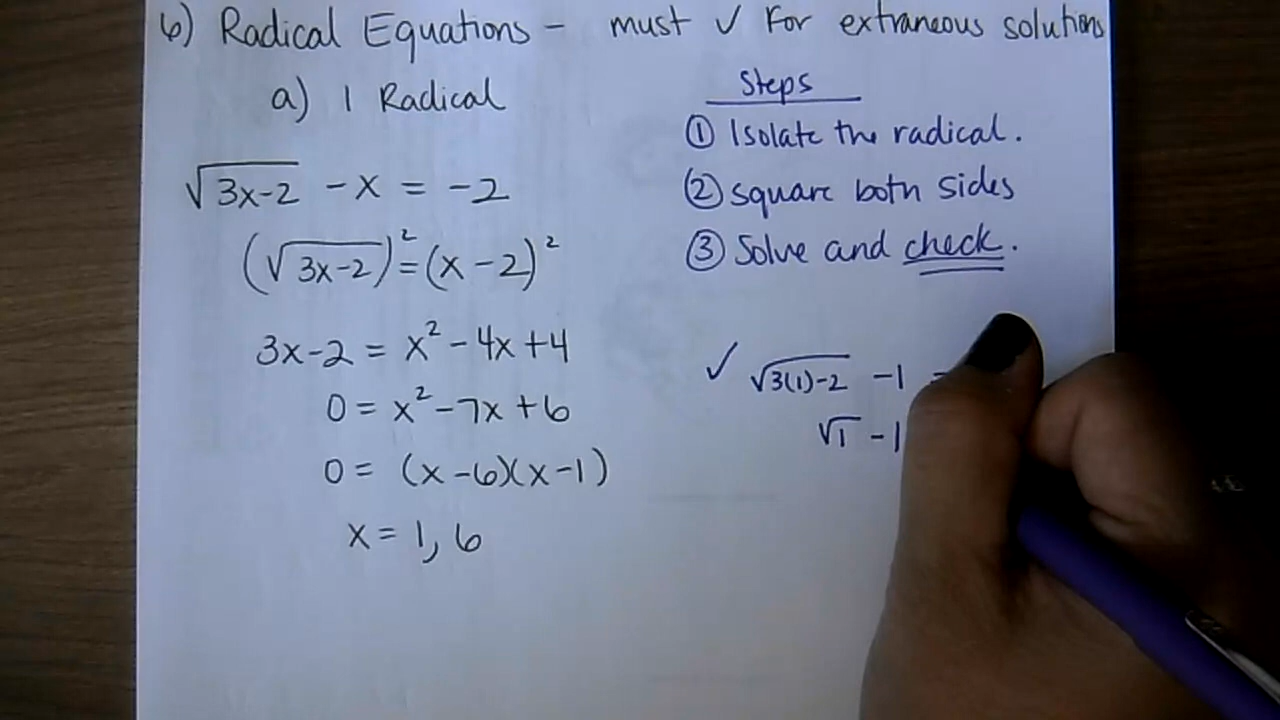 6) Radical Equations - must ✓ for extraneous solutions
a) 1 Radical
√3x-2 - x = -2
(√3x-2)² = (x-2)²
3x-2 = x²-4x+4
0 = x²-7x+6
0 = (x-6)(x-1)
x = 1, 6
Steps
① Isolate the radical.
② square both sides
③ Solve and check.
✓ √3(1)-2 -1 =
√1 -1